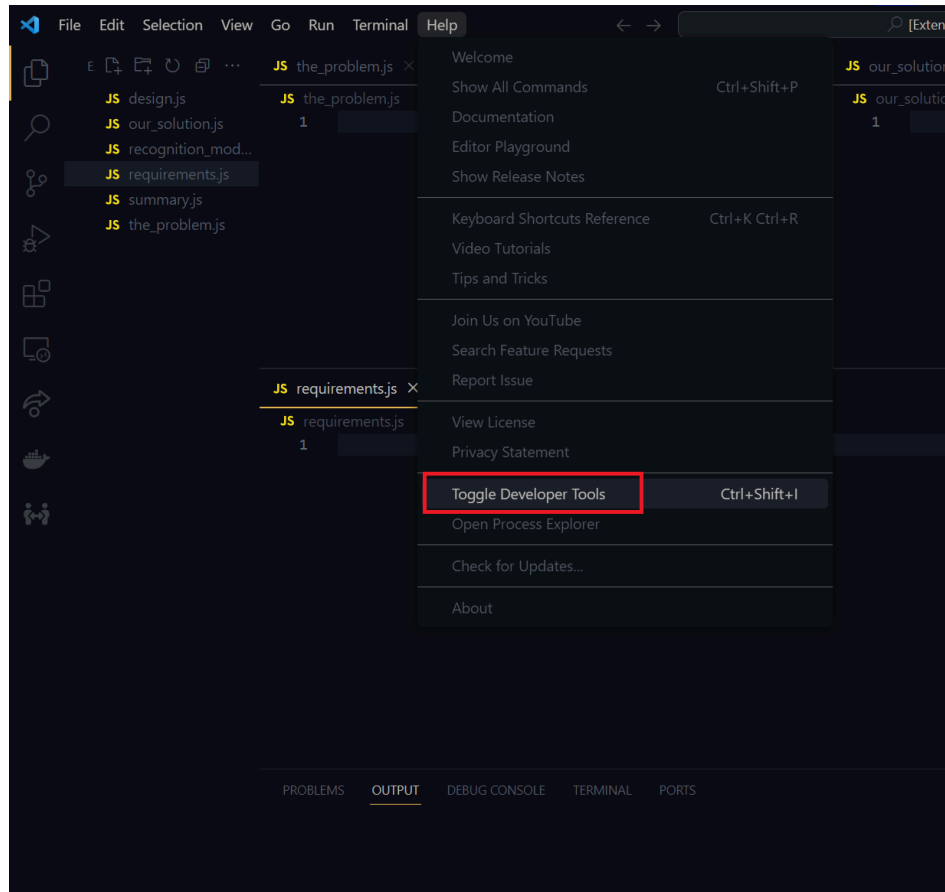 File Edit Selection View Go Run Terminal Help [Exten
E
JS design.js
JS our_solution.js
JS recognition_mod...
JS requirements.js
JS summary.js
JS the_problem.js
JS the_problem.js
JS the_problem.js
1
JS requirements.js
JS requirements.js
1
Welcome
Show All Commands Ctrl+Shift+P
Documentation
Editor Playground
Show Release Notes
Keyboard Shortcuts Reference Ctrl+K Ctrl+R
Video Tutorials
Tips and Tricks
Join Us on YouTube
Search Feature Requests
Report Issue
View License
Privacy Statement
Toggle Developer Tools Ctrl+Shift+I
Open Process Explorer
Check for Updates...
About
JS our_solution
JS our_solutio
1
PROBLEMS OUTPUT DEBUG CONSOLE TERMINAL PORTS